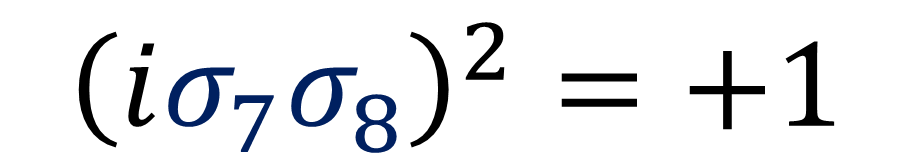 (iσ₇σ₈)² = +1